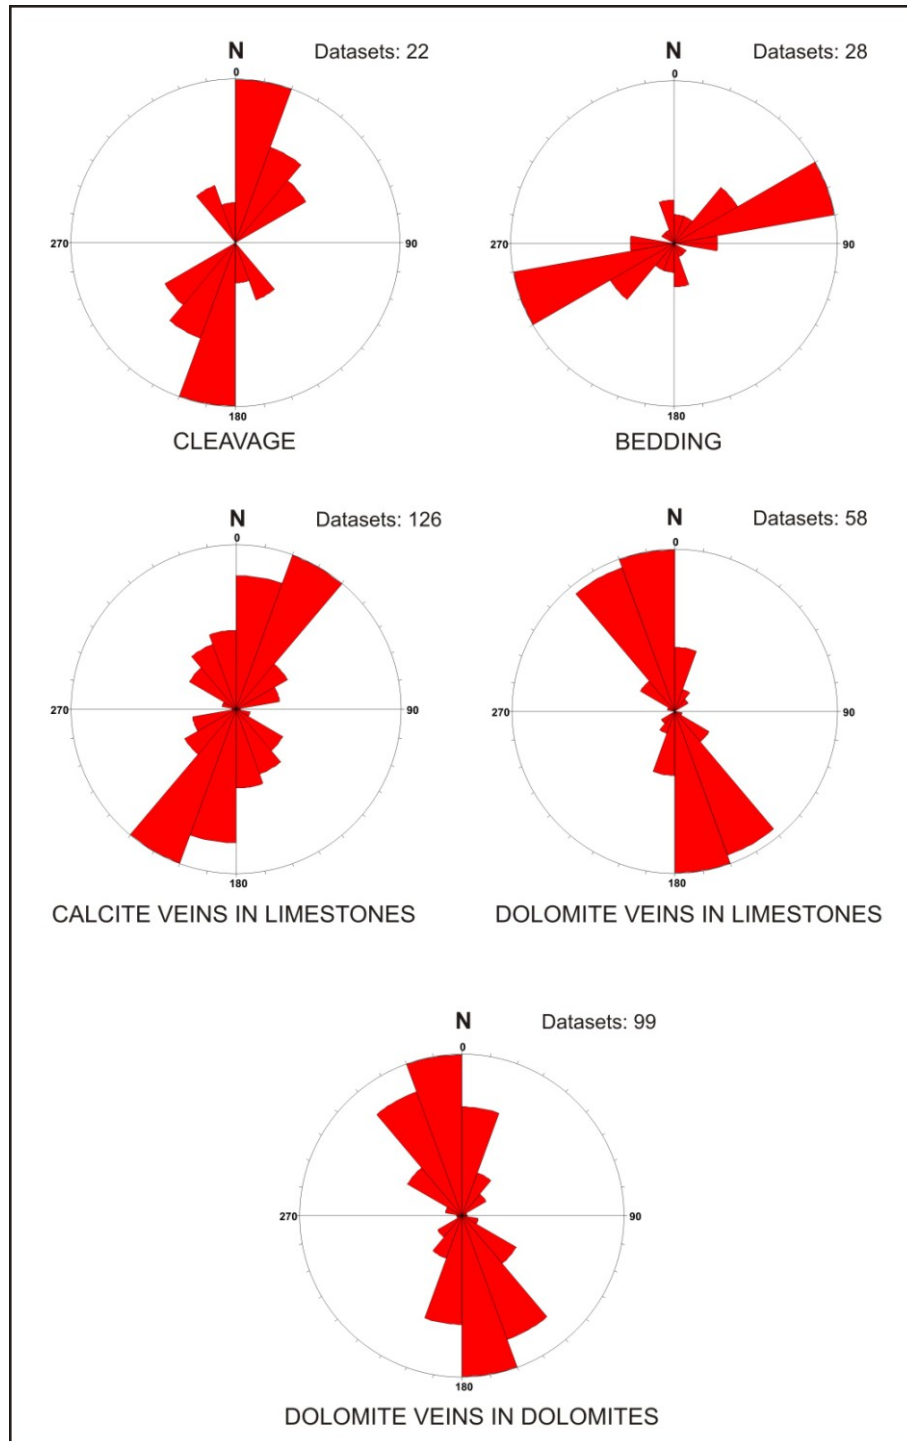 N Datasets: 22
0
270 90
180
CLEAVAGE
N Datasets: 28
0
270 90
180
BEDDING
N Datasets: 126
0
270 90
180
CALCITE VEINS IN LIMESTONES
N Datasets: 58
0
270 90
180
DOLOMITE VEINS IN LIMESTONES
N Datasets: 99
0
270 90
180
DOLOMITE VEINS IN DOLOMITES